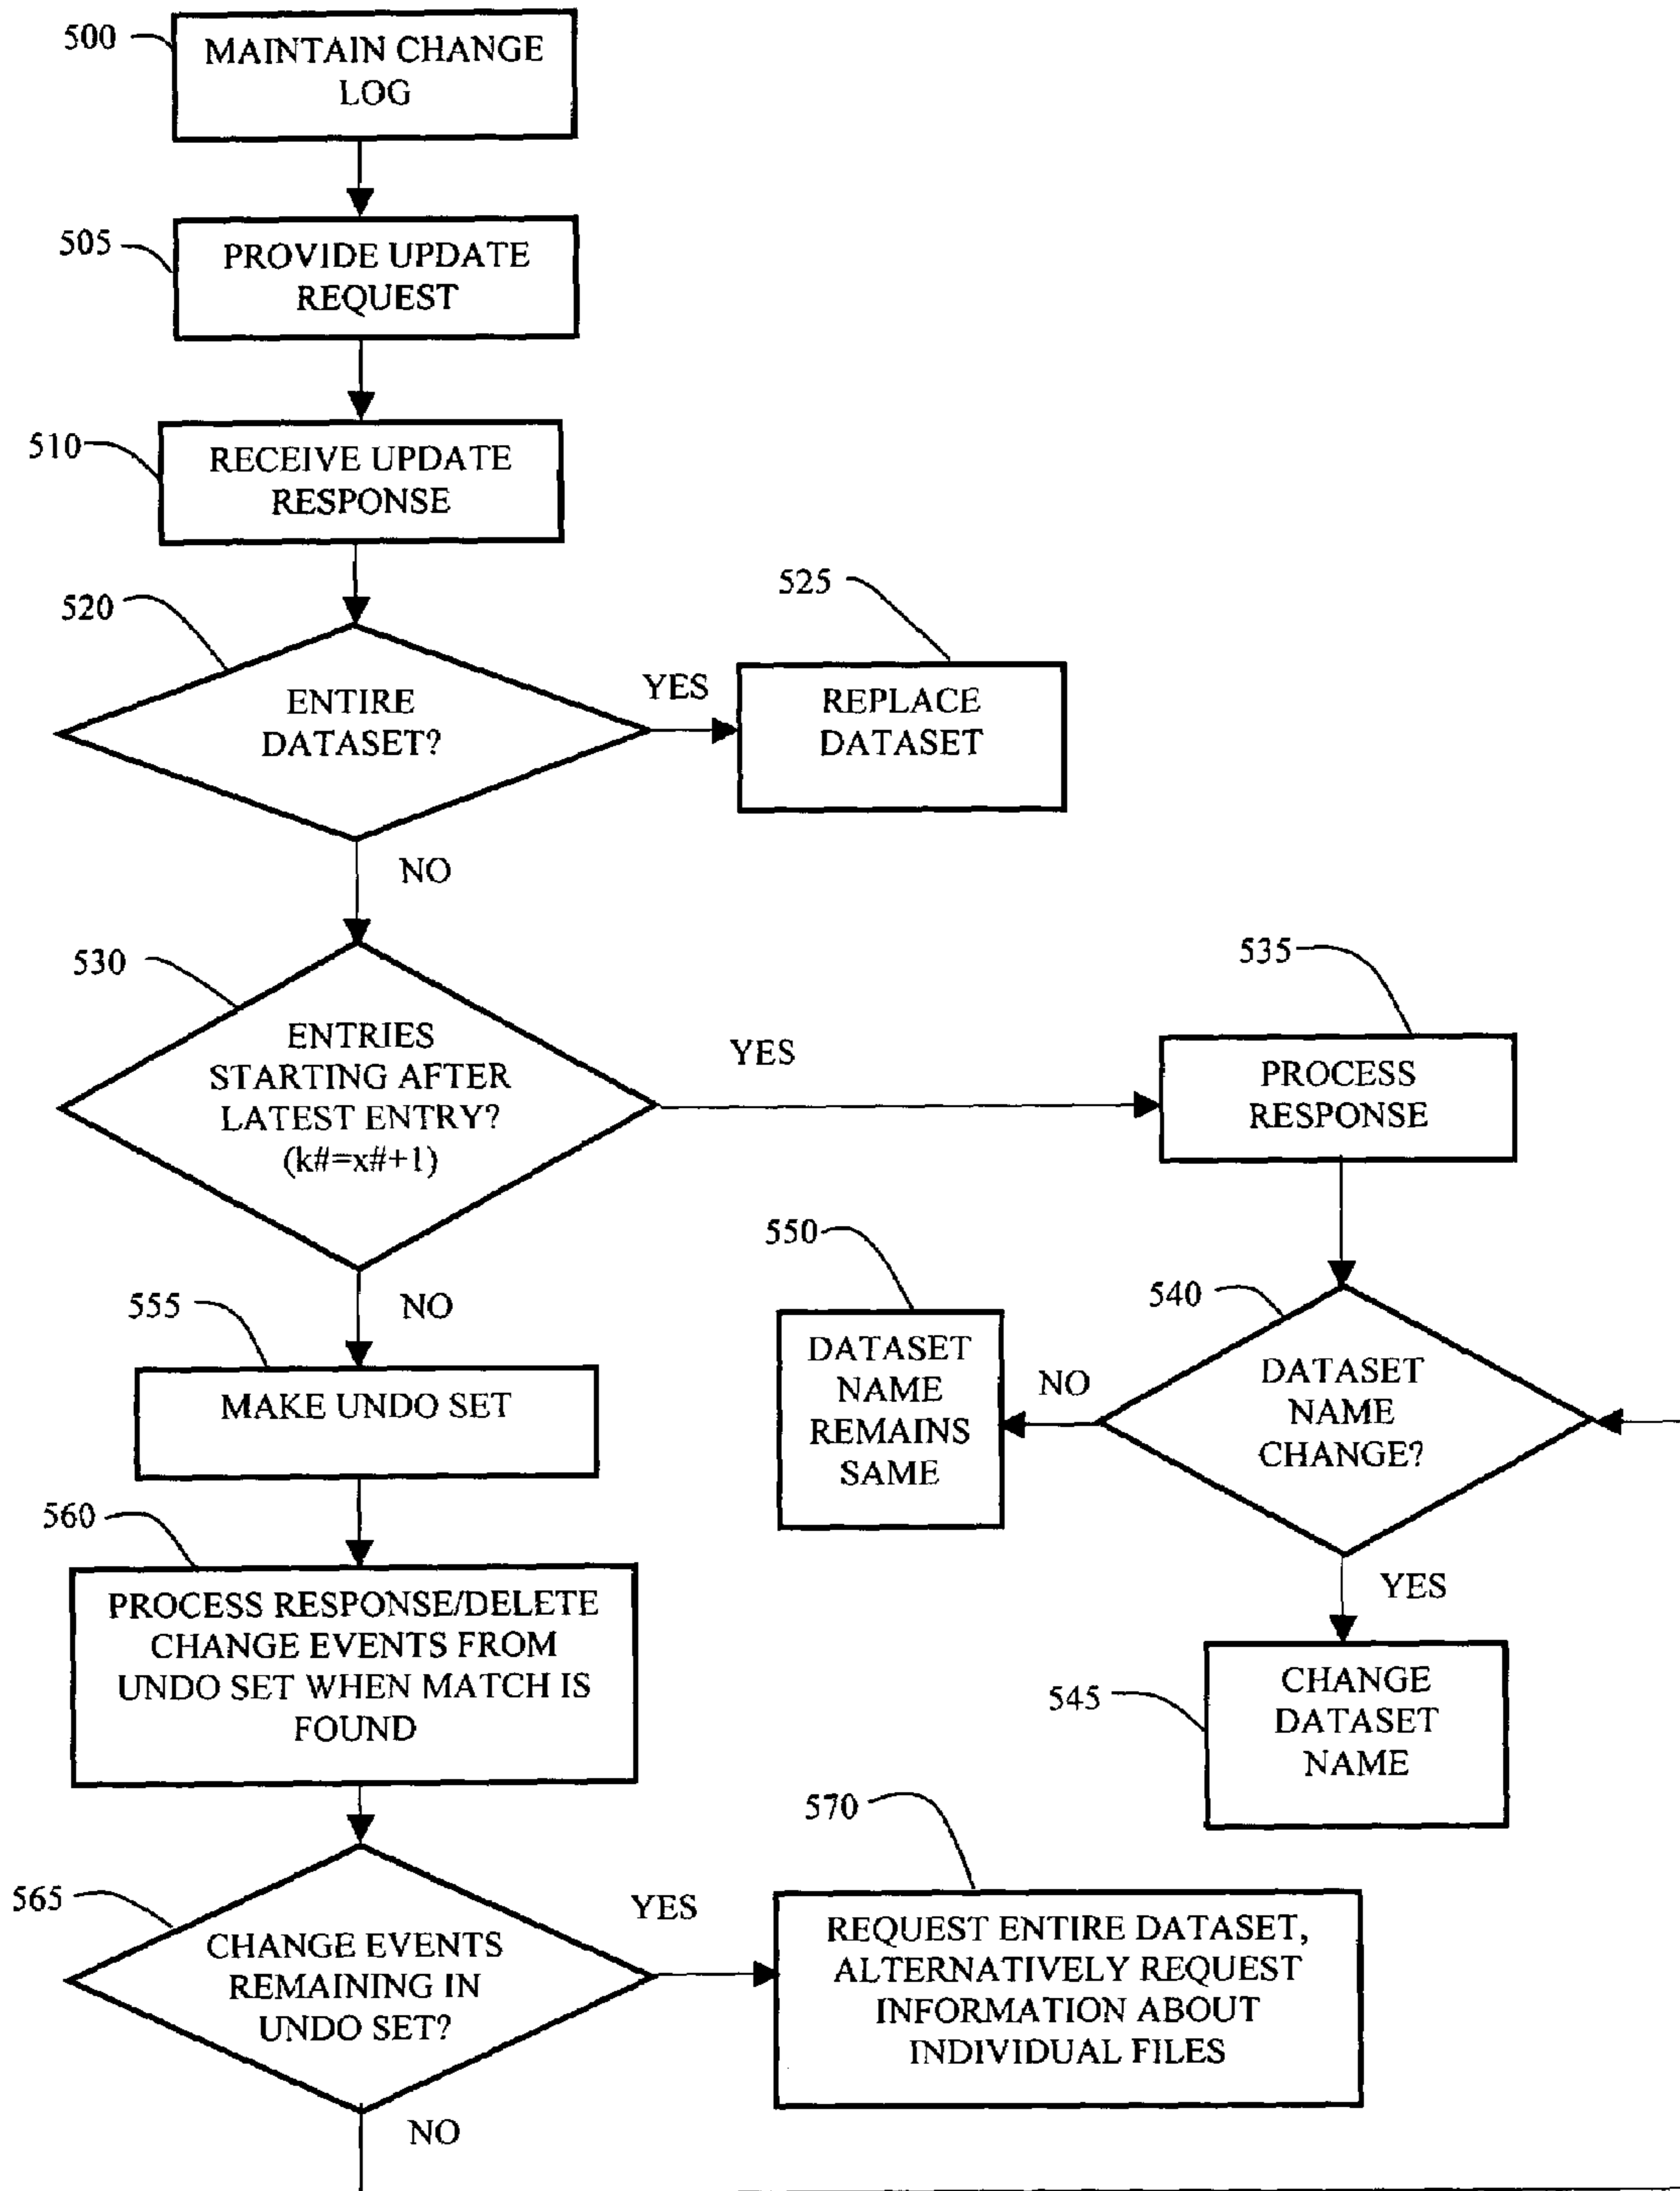 500
MAINTAIN CHANGE
LOG
505
PROVIDE UPDATE
REQUEST
510
RECEIVE UPDATE
RESPONSE
520
ENTIRE
DATASET?
YES
525
REPLACE
DATASET
NO
530
ENTRIES
STARTING AFTER
LATEST ENTRY?
(k#=x#+1)
YES
535
PROCESS
RESPONSE
540
DATASET
NAME
CHANGE?
NO
550
DATASET
NAME
REMAINS
SAME
YES
545
CHANGE
DATASET
NAME
NO
555
MAKE UNDO SET
560
PROCESS RESPONSE/DELETE
CHANGE EVENTS FROM
UNDO SET WHEN MATCH IS
FOUND
565
CHANGE EVENTS
REMAINING IN
UNDO SET?
YES
570
REQUEST ENTIRE DATASET,
ALTERNATIVELY REQUEST
INFORMATION ABOUT
INDIVIDUAL FILES
NO